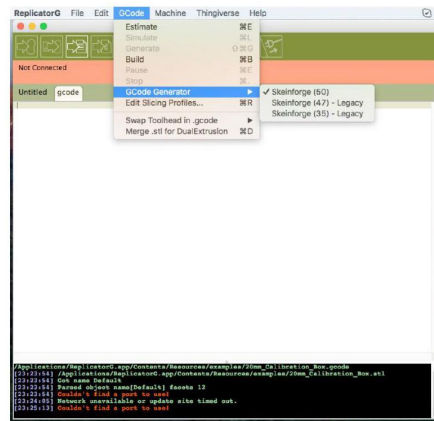 ReplicatorG File Edit GCode Machine Thingiverse Help
Estimate ⌘E
Simulate ⌘L
Generate ⇧⌘G
Build ⌘B
Pause ⌘E
Stop ⌘.
GCode Generator ▶
Edit Slicing Profiles... ⌘R
Swap Toolhead in .gcode ▶
Merge .stl for DualExtrusion ⌘D
✓ Skeinforge (50)
Skeinforge (47) - Legacy
Skeinforge (35) - Legacy
Not Connected
Untitled gcode
/Applications/ReplicatorG.app/Contents/Resources/examples/20mm_Calibration_Box.gcode
[23:23:54] /Applications/ReplicatorG.app/Contents/Resources/examples/20mm_Calibration_Box.stl
[23:23:54] Got name Default%
[23:23:54] Parsed object name[Default%] facets 12
[23:23:54] Couldn't find a port to use!
[23:24:05] Network unavailable or update site timed out.
[23:25:13] Couldn't find a port to use!